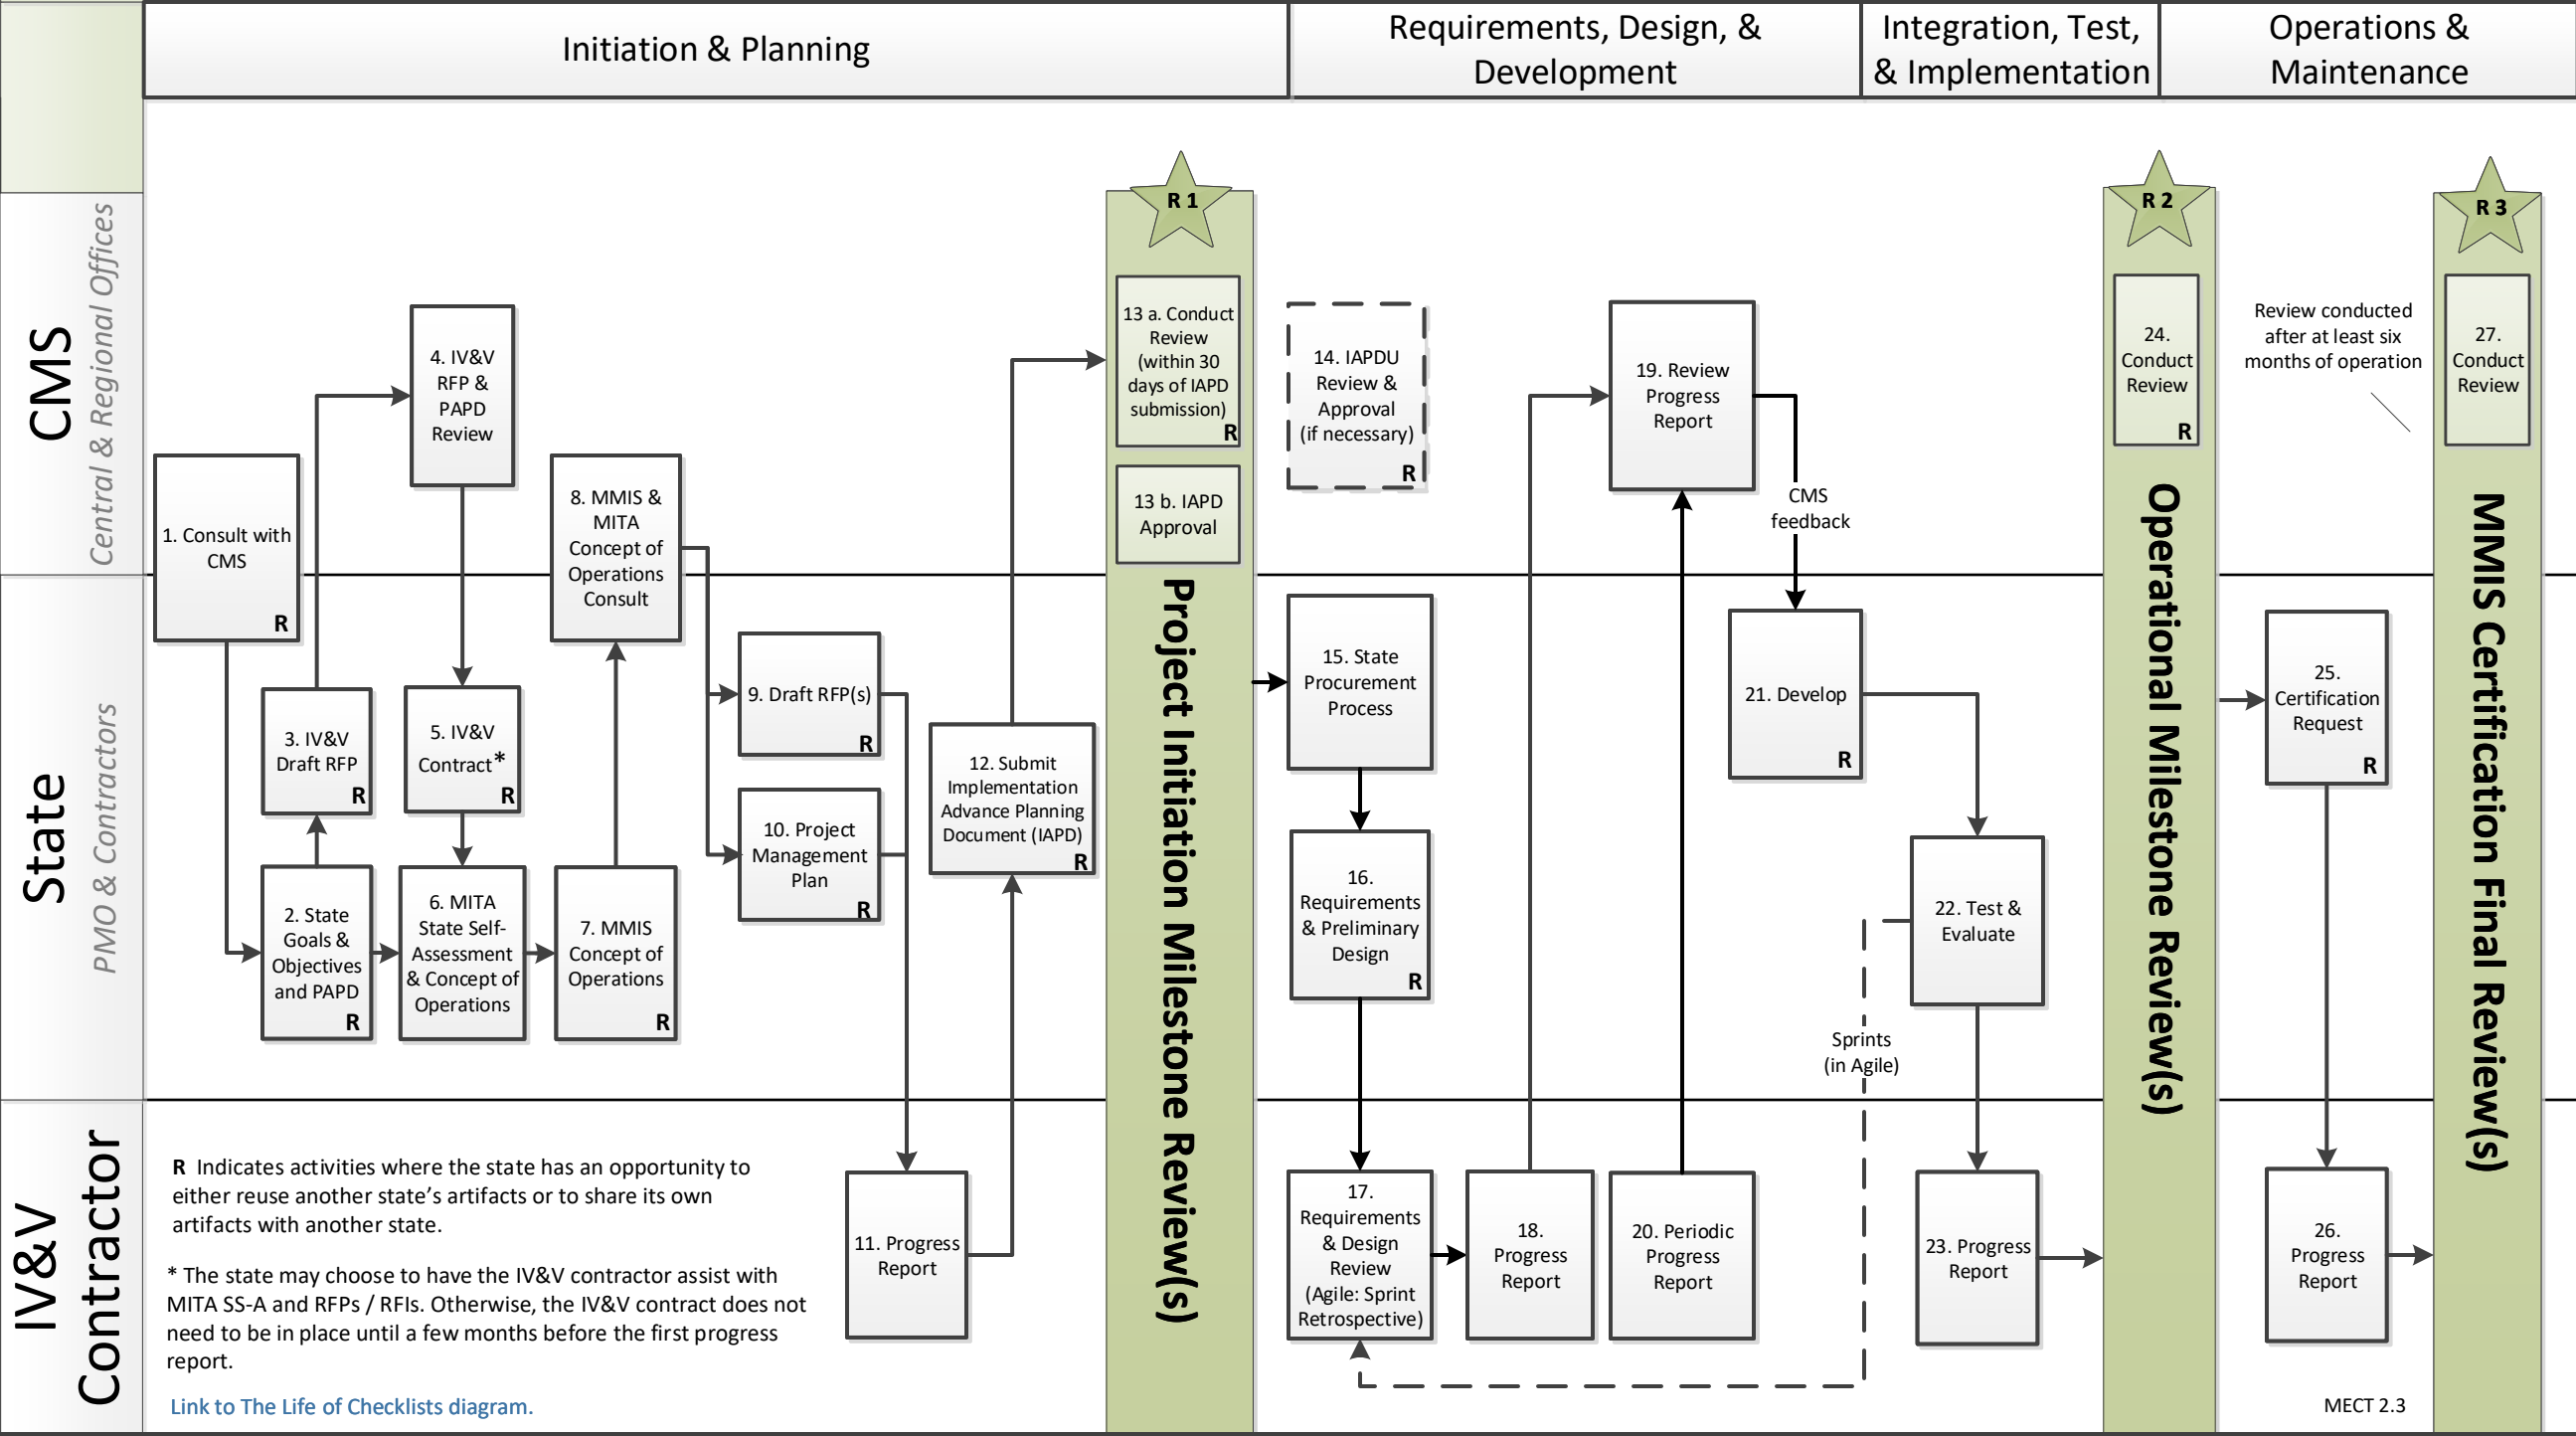 Initiation & Planning
Requirements, Design, &
Development
Integration, Test,
& Implementation
Operations &
Maintenance
CMS
Central & Regional Offices
State
PMO & Contractors
IV&V
Contractor
1. Consult with
CMS
R
2. State
Goals &
Objectives
and PAPD
R
3. IV&V
Draft RFP
R
4. IV&V
RFP &
PAPD
Review
5. IV&V
Contract*
R
6. MITA
State Self-
Assessment
& Concept of
Operations
7. MMIS
Concept of
Operations
R
8. MMIS &
MITA
Concept of
Operations
Consult
9. Draft RFP(s)
R
10. Project
Management
Plan
R
11. Progress
Report
12. Submit
Implementation
Advance Planning
Document (IAPD)
R
R 1
13 a. Conduct
Review
(within 30
days of IAPD
submission)
R
13 b. IAPD
Approval
Project Initiation Milestone Review(s)
14. IAPDU
Review &
Approval
(if necessary)
R
15. State
Procurement
Process
16.
Requirements
& Preliminary
Design
R
17.
Requirements
& Design
Review
(Agile: Sprint
Retrospective)
18.
Progress
Report
19. Review
Progress
Report
20. Periodic
Progress
Report
CMS
feedback
21. Develop
R
22. Test &
Evaluate
Sprints
(in Agile)
23. Progress
Report
R 2
24.
Conduct
Review
R
Operational Milestone Review(s)
25.
Certification
Request
R
26.
Progress
Report
Review conducted
after at least six
months of operation
R 3
27.
Conduct
Review
MMIS Certification Final Review(s)
R Indicates activities where the state has an opportunity to
either reuse another state’s artifacts or to share its own
artifacts with another state.
* The state may choose to have the IV&V contractor assist with
MITA SS-A and RFPs / RFIs. Otherwise, the IV&V contract does not
need to be in place until a few months before the first progress
report.
Link to The Life of Checklists diagram.
MECT 2.3